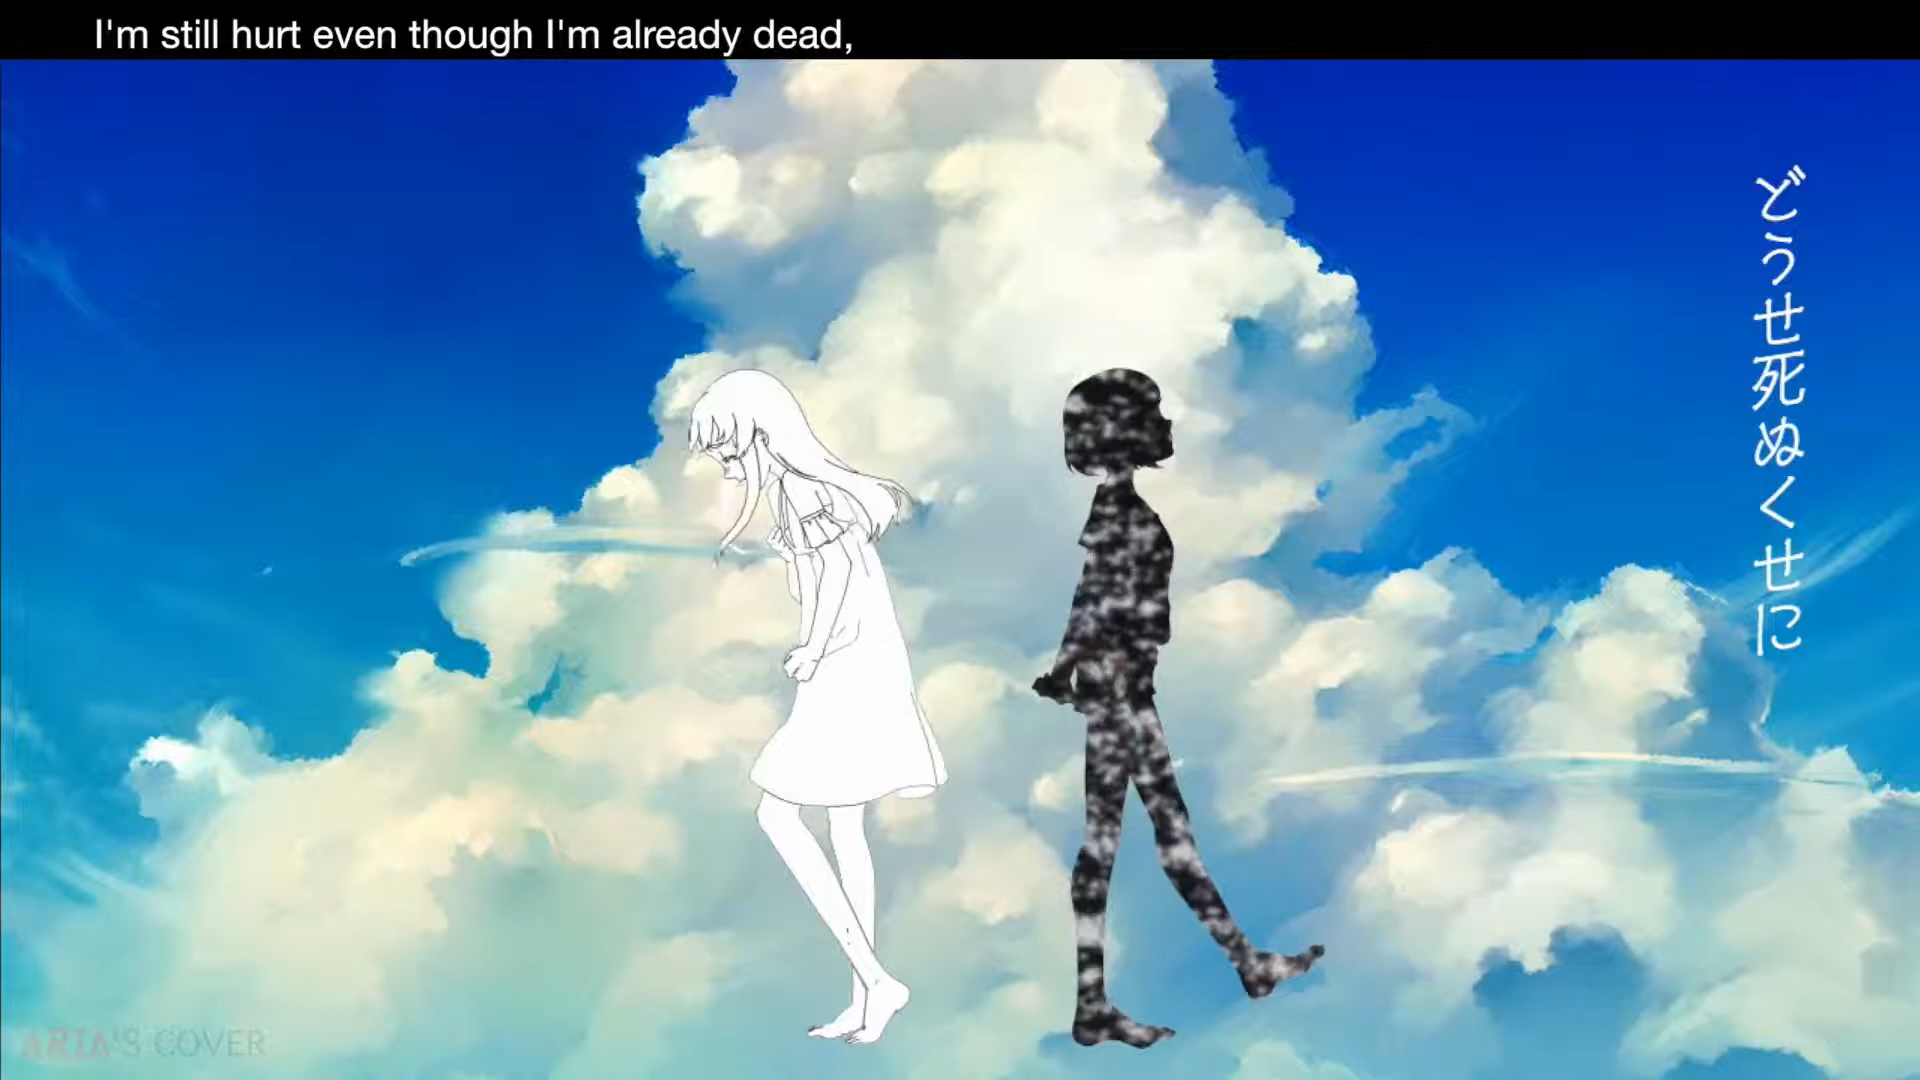 I'm still hurt even though I'm already dead,
どうせ死ぬくせに
ARIA'S COVER